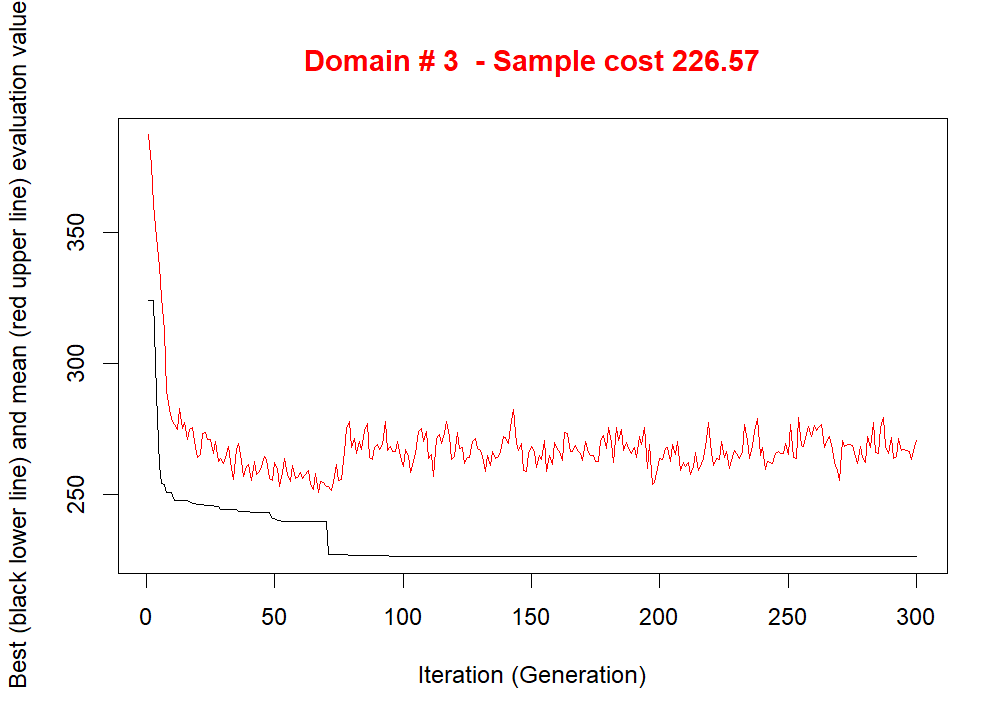 Domain # 3  - Sample cost 226.57
Best (black lower line) and mean (red upper line) evaluation value
350
300
250
0 50 100 150 200 250 300
Iteration (Generation)